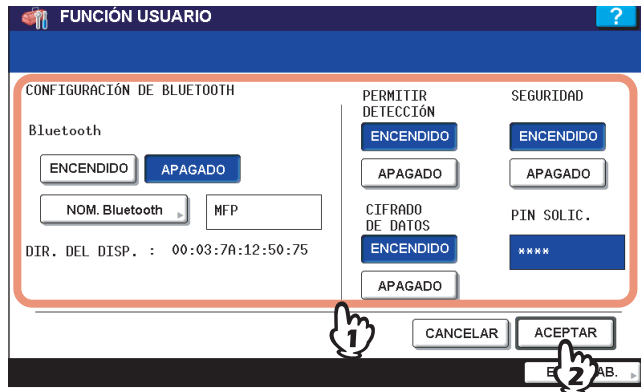 FUNCIÓN USUARIO
?
CONFIGURACIÓN DE BLUETOOTH
Bluetooth
ENCENDIDO APAGADO
NOM. Bluetooth MFP
DIR. DEL DISP. : 00:03:7A:12:50:75
PERMITIR
DETECCIÓN
ENCENDIDO
APAGADO
CIFRADO
DE DATOS
ENCENDIDO
APAGADO
SEGURIDAD
ENCENDIDO
APAGADO
PIN SOLIC.
****
1
CANCELAR ACEPTAR
2